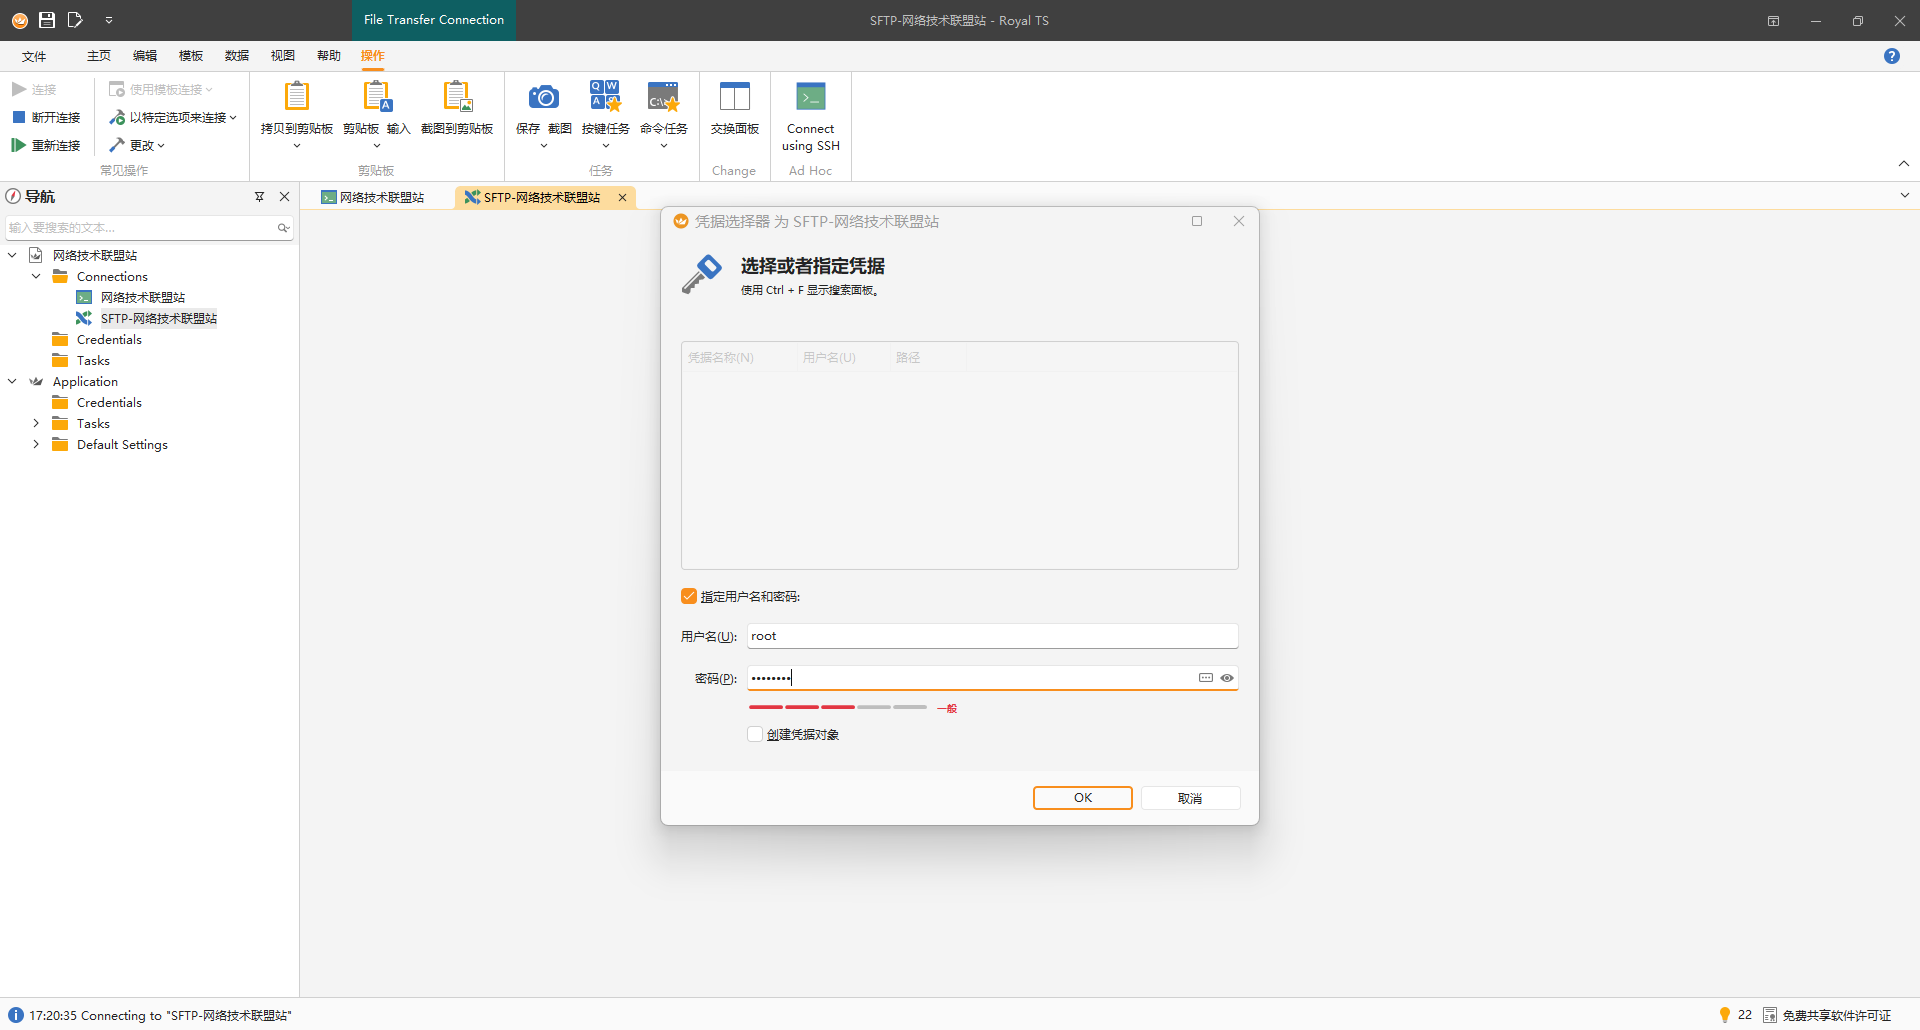 File Transfer Connection
SFTP-网络技术联盟站 - Royal TS
文件 主页 编辑 模板 数据 视图 帮助 操作
连接
断开连接
重新连接
使用模板连接
以特定选项来连接
更改
常见操作
拷贝到剪贴板
剪贴板 输入
截图到剪贴板
剪贴板
保存 截图
按键任务
命令任务
任务
交换面板
Change
Connect
using SSH
Ad Hoc
导航
输入要搜索的文本...
网络技术联盟站
Connections
网络技术联盟站
SFTP-网络技术联盟站
Credentials
Tasks
Application
Credentials
Tasks
Default Settings
网络技术联盟站
SFTP-网络技术联盟站
凭据选择器 为 SFTP-网络技术联盟站
选择或者指定凭据
使用 Ctrl + F 显示搜索面板。
凭据名称(N) 用户名(U) 路径
指定用户名和密码:
用户名(U): root
密码(P): ••••••••
一般
创建凭据对象
OK 取消
17:20:35 Connecting to "SFTP-网络技术联盟站"
22 免费共享软件许可证